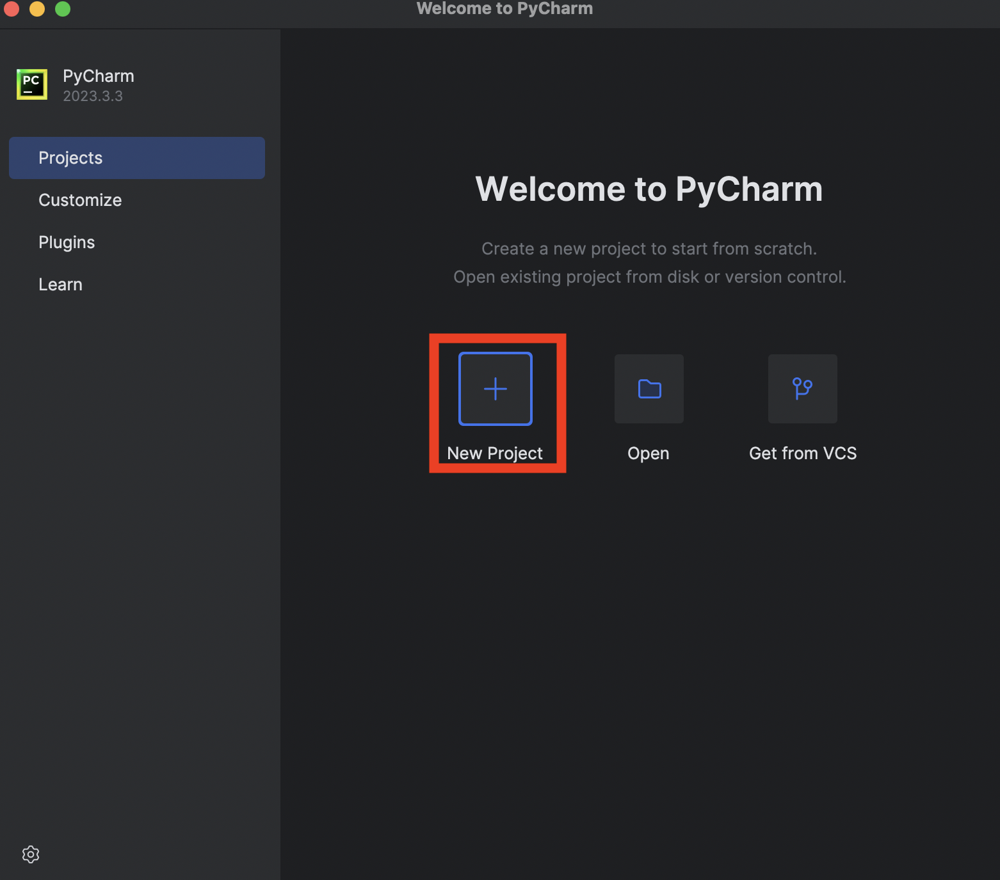 Welcome to PyCharm
PC
PyCharm
2023.3.3
Projects
Customize
Plugins
Learn
Welcome to PyCharm
Create a new project to start from scratch.
Open existing project from disk or version control.
New Project
Open
Get from VCS